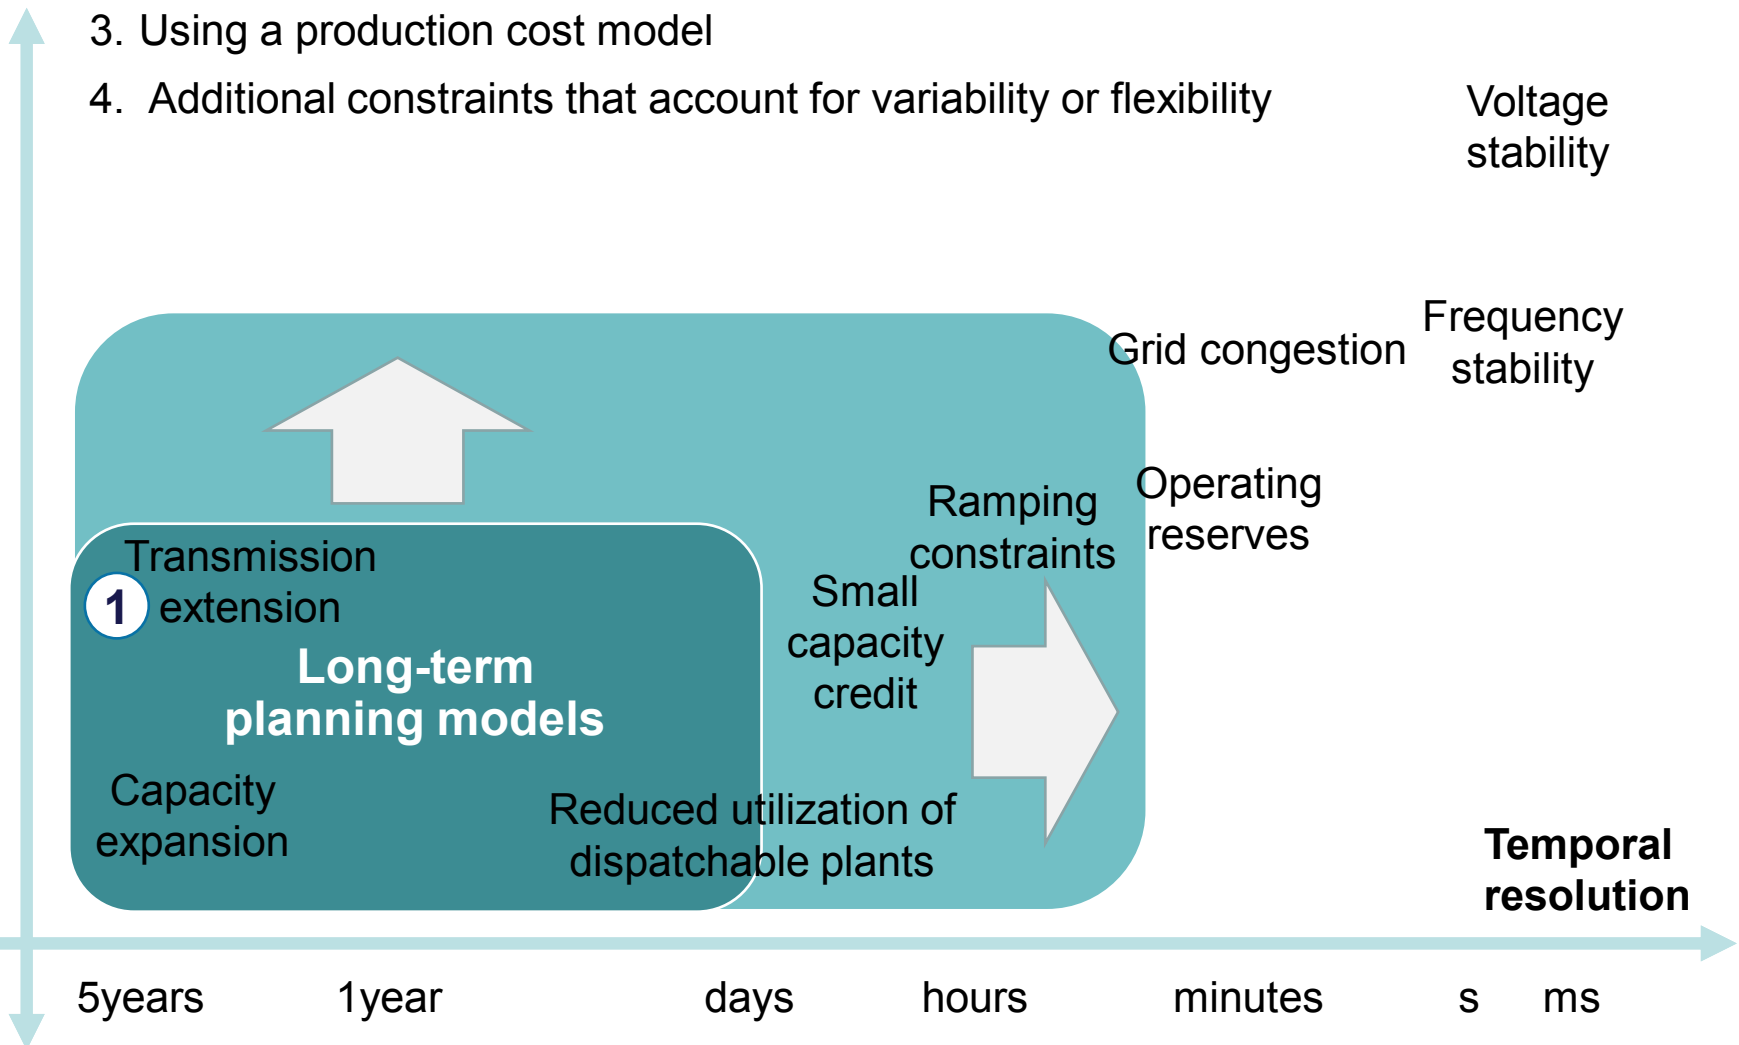 3. Using a production cost model
4. Additional constraints that account for variability or flexibility
Voltage
stability
Frequency
stability
Grid congestion
Operating
reserves
Ramping
constraints
Small
capacity
credit
Transmission
extension
1
Long-term
planning models
Capacity
expansion
Reduced utilization of
dispatchable plants
Temporal
resolution
5years 1year days hours minutes s ms